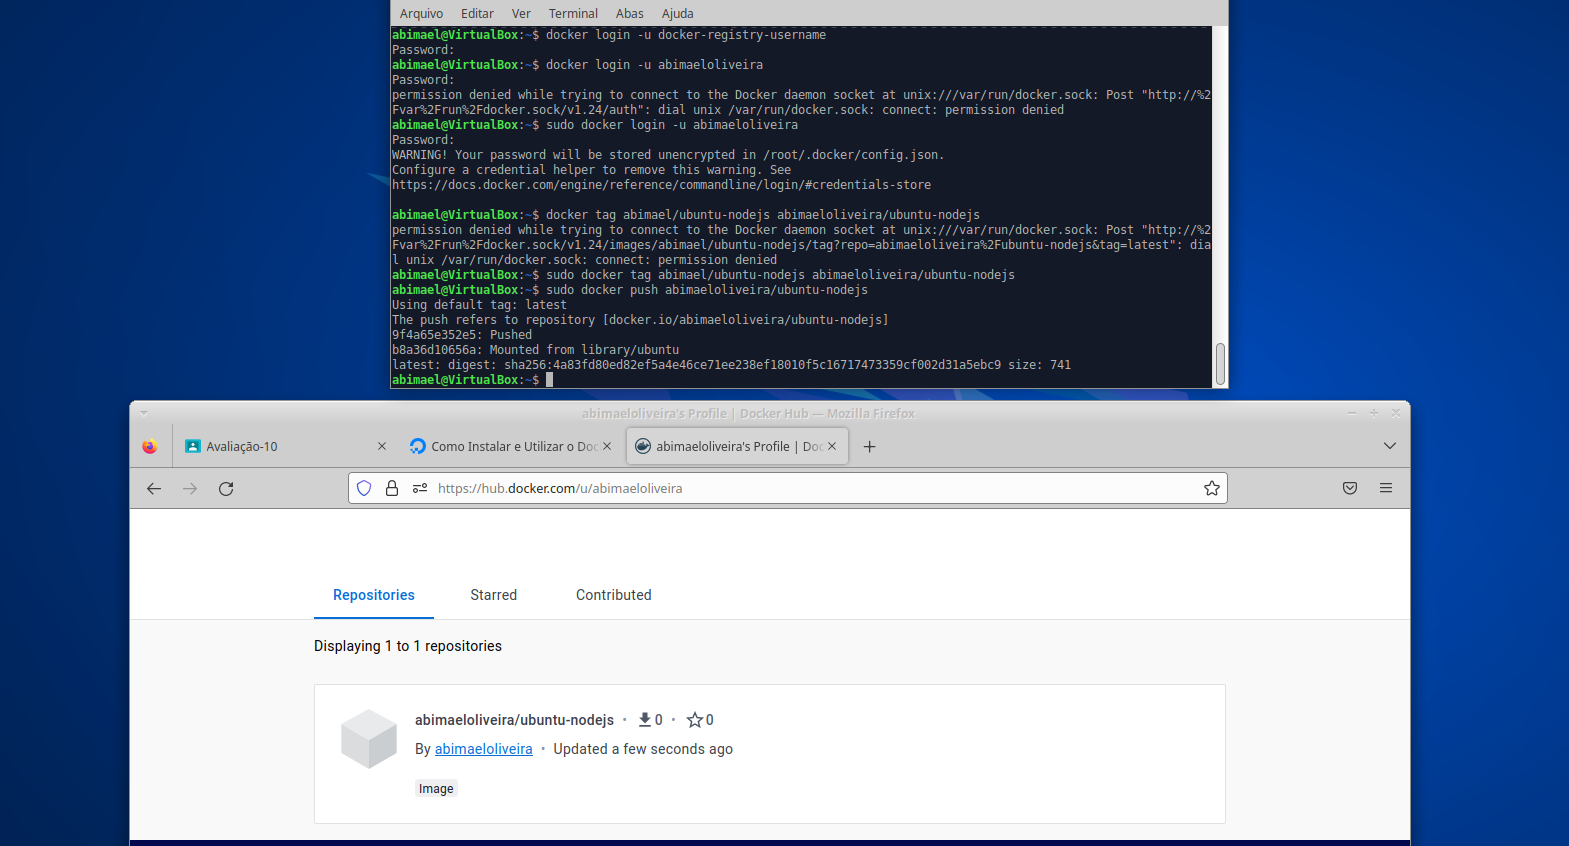 Arquivo Editar Ver Terminal Abas Ajuda
abimael@VirtualBox:~$ docker login -u docker-registry-username
Password:
abimael@VirtualBox:~$ docker login -u abimaeloliveira
Password:
permission denied while trying to connect to the Docker daemon socket at unix:///var/run/docker.sock: Post "http://%2
Fvar%2Frun%2Fdocker.sock/v1.24/auth": dial unix /var/run/docker.sock: connect: permission denied
abimael@VirtualBox:~$ sudo docker login -u abimaeloliveira
Password:
WARNING! Your password will be stored unencrypted in /root/.docker/config.json.
Configure a credential helper to remove this warning. See
https://docs.docker.com/engine/reference/commandline/login/#credentials-store
abimael@VirtualBox:~$ docker tag abimael/ubuntu-nodejs abimaeloliveira/ubuntu-nodejs
permission denied while trying to connect to the Docker daemon socket at unix:///var/run/docker.sock: Post "http://%2
Fvar%2Frun%2Fdocker.sock/v1.24/images/abimael/ubuntu-nodejs/tag?repo=abimaeloliveira%2Fubuntu-nodejs&tag=latest": dia
l unix /var/run/docker.sock: connect: permission denied
abimael@VirtualBox:~$ sudo docker tag abimael/ubuntu-nodejs abimaeloliveira/ubuntu-nodejs
abimael@VirtualBox:~$ sudo docker push abimaeloliveira/ubuntu-nodejs
Using default tag: latest
The push refers to repository [docker.io/abimaeloliveira/ubuntu-nodejs]
9f4a65e352e5: Pushed
b8a36d10656a: Mounted from library/ubuntu
latest: digest: sha256:4a83fd80ed82ef5a4e46ce71ee238ef18010f5c16717473359cf002d31a5ebc9 size: 741
abimael@VirtualBox:~$
abimaeloliveira's Profile | Docker Hub — Mozilla Firefox
Avaliação-10 Como Instalar e Utilizar o Doc abimaeloliveira's Profile | Doc
https://hub.docker.com/u/abimaeloliveira
Repositories Starred Contributed
Displaying 1 to 1 repositories
abimaeloliveira/ubuntu-nodejs • 0 • 0
By abimaeloliveira • Updated a few seconds ago
Image